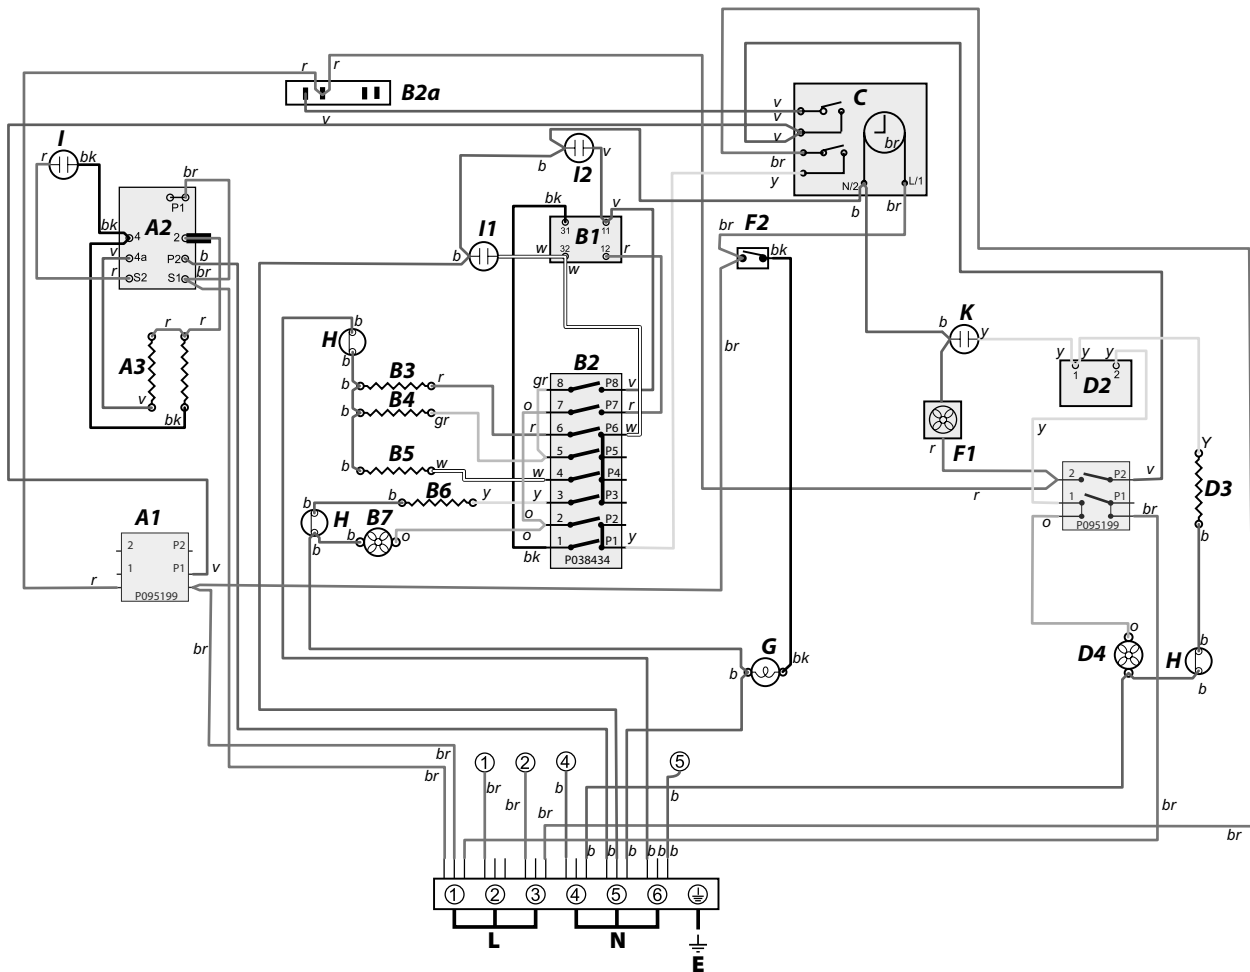 r
r
B2a
v
I
r
bk
br
P1
A2
bk
4
2
v
4a
P2
b
r
S2
S1
br
r
r
A3
v
bk
A1
2
P2
1
P1
v
r
P095199
br
I2
b
v
bk
v
31
11
B1
I1
w
32
12
r
b
w
C
v
v
v
br
br
y
N/2
L/1
b
br
F2
br
bk
br
b
H
b
B3
b
r
B4
b
gr
B5
b
w
B6
b
y
b
H
B7
b
o
b
B2
gr
8
P8
v
o
7
P7
r
r
6
P6
w
5
P5
w
4
P4
y
3
P3
o
2
P2
o
1
P1
y
bk
P038434
K
b
y
y
y
y
1
2
D2
F1
r
y
r
2
P2
v
1
P1
o
br
P095199
Y
D3
b
o
D4
b
H
b
G
b
bk
br
br
1
2
4
5
br
br
b
b
br
br
br
b
b
b
b
b
b
1
2
3
4
5
6
L
N
E